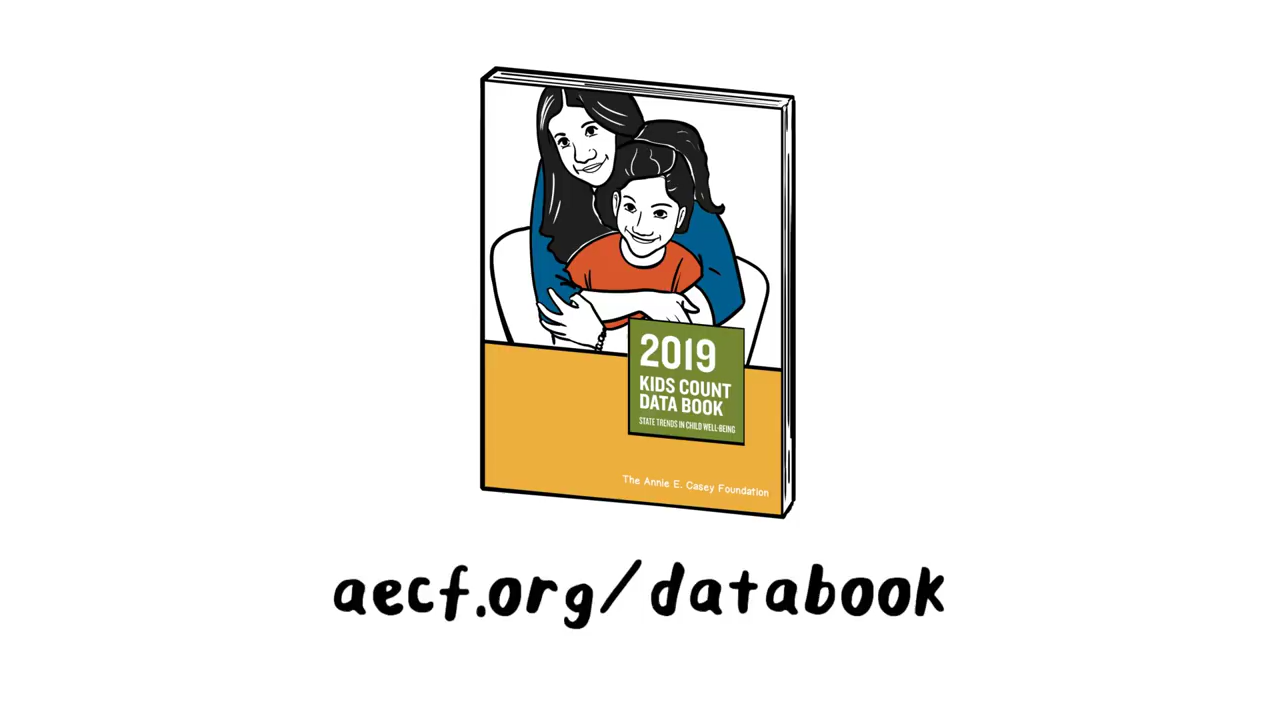 2019
KIDS COUNT
DATA BOOK
STATE TRENDS IN CHILD WELL-BEING
The Annie E. Casey Foundation
aecf.org/databook